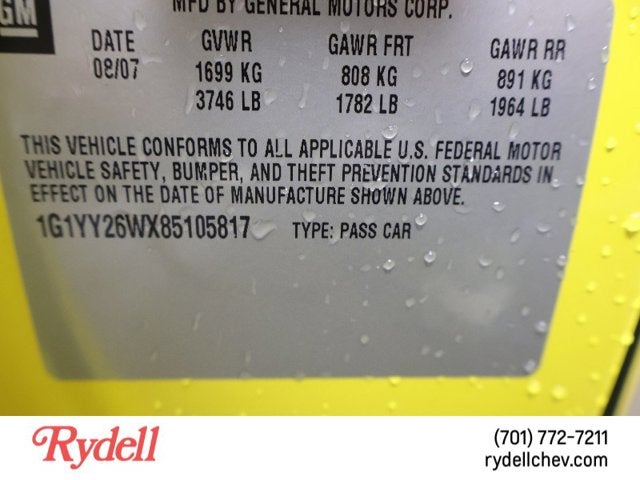 GM
MFD BY GENERAL MOTORS CORP.
DATE GVWR GAWR FRT GAWR RR
08/07 1699 KG 808 KG 891 KG
3746 LB 1782 LB 1964 LB
THIS VEHICLE CONFORMS TO ALL APPLICABLE U.S. FEDERAL MOTOR
VEHICLE SAFETY, BUMPER, AND THEFT PREVENTION STANDARDS IN
EFFECT ON THE DATE OF MANUFACTURE SHOWN ABOVE.
1G1YY26WX85105817 TYPE: PASS CAR
Rydell
(701) 772-7211
rydellchev.com